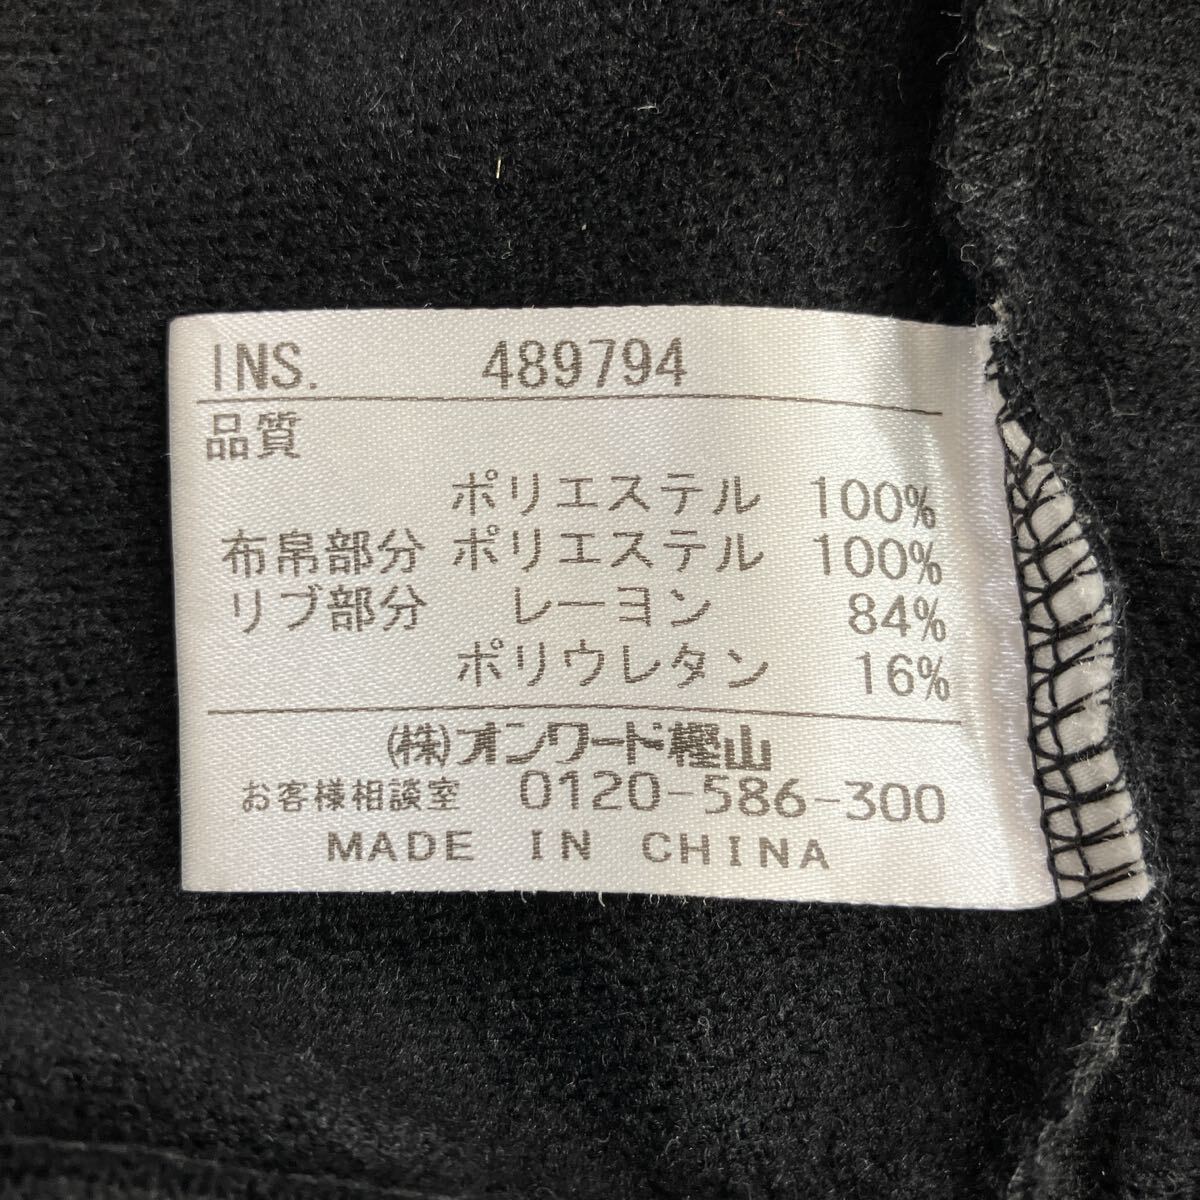 INS. 489794
品質
ポリエステル 100%
布帛部分 ポリエステル 100%
リブ部分 レーヨン 84%
ポリウレタン 16%
(株)オンワード樫山
お客様相談室 0120-586-300
MADE IN CHINA